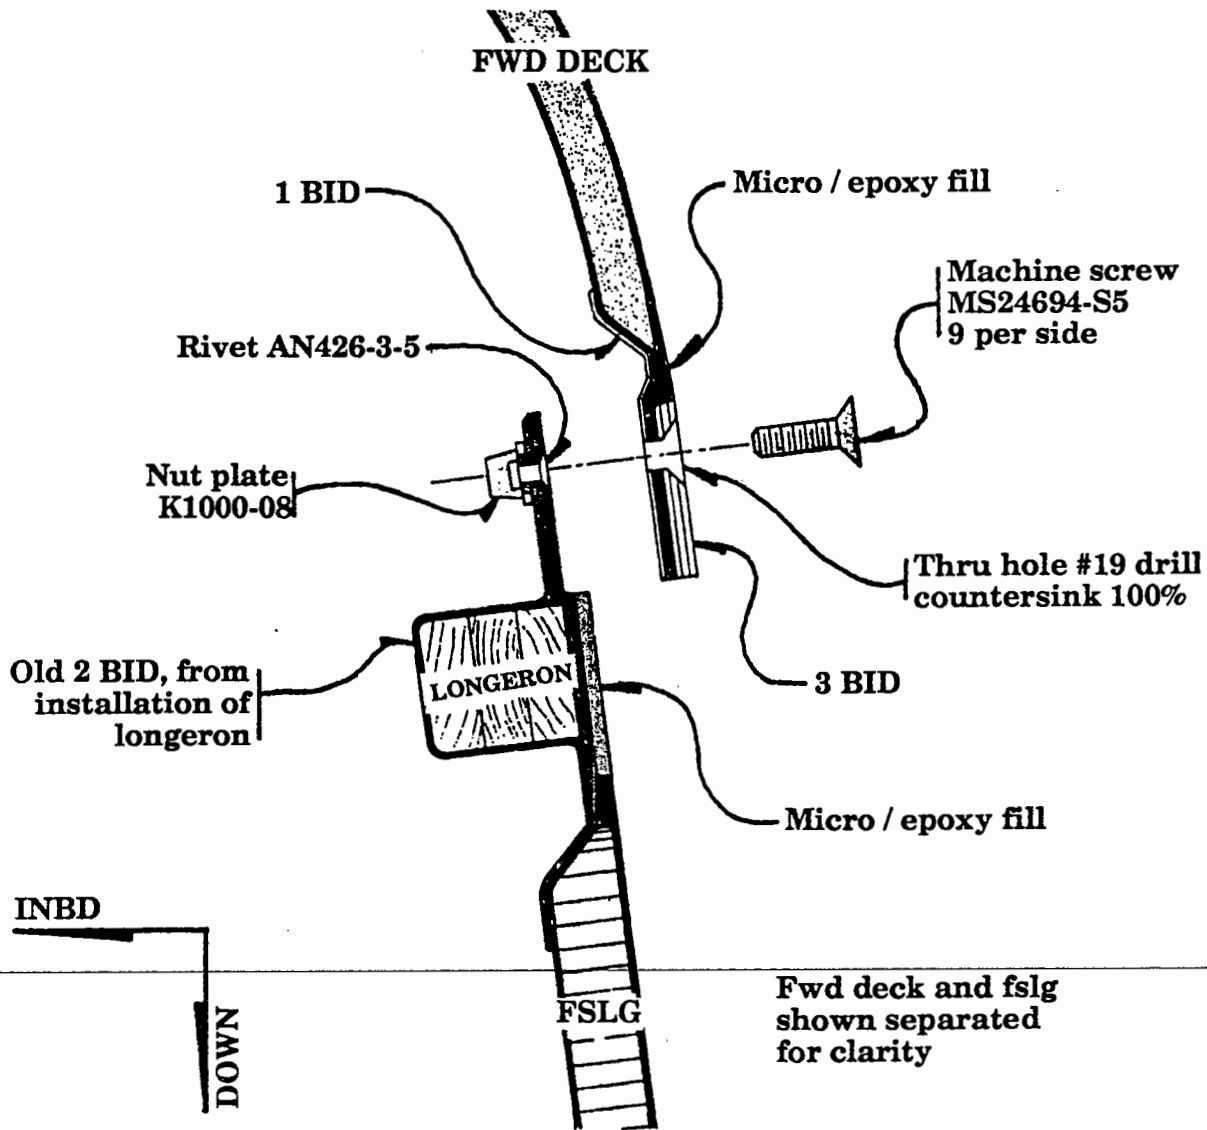 FWD DECK
1 BID
Micro / epoxy fill
Machine screw
MS24694-S5
9 per side
Rivet AN426-3-5
Nut plate
K1000-08
Thru hole #19 drill
countersink 100%
Old 2 BID, from
installation of
longeron
LONGERON
3 BID
Micro / epoxy fill
INBD
DOWN
FSLG
Fwd deck and fslg
shown separated
for clarity